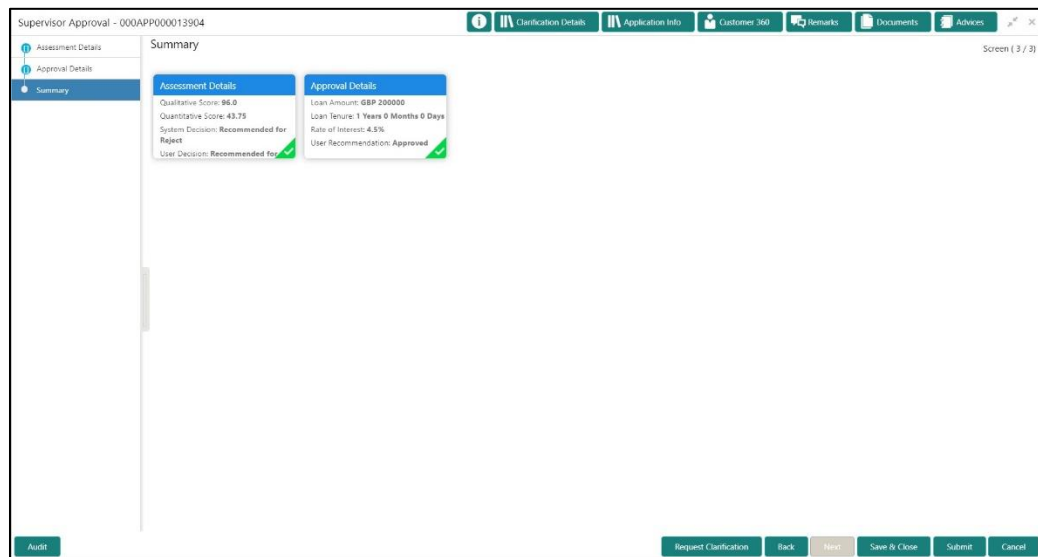 Supervisor Approval - 000APP000013904
Clarification Details
Application Info
Customer 360
Remarks
Documents
Advices
Assessment Details
Approval Details
Summary
Summary
Screen ( 3 / 3)
Assessment Details
Qualitative Score: 96.0
Quantitative Score: 43.75
System Decision: Recommended for
Reject
User Decision: Recommended for
Approval Details
Loan Amount: GBP 200000
Loan Tenure: 1 Years 0 Months 0 Days
Rate of Interest: 4.5%
User Recommendation: Approved
Audit
Request Clarification
Back
Next
Save & Close
Submit
Cancel